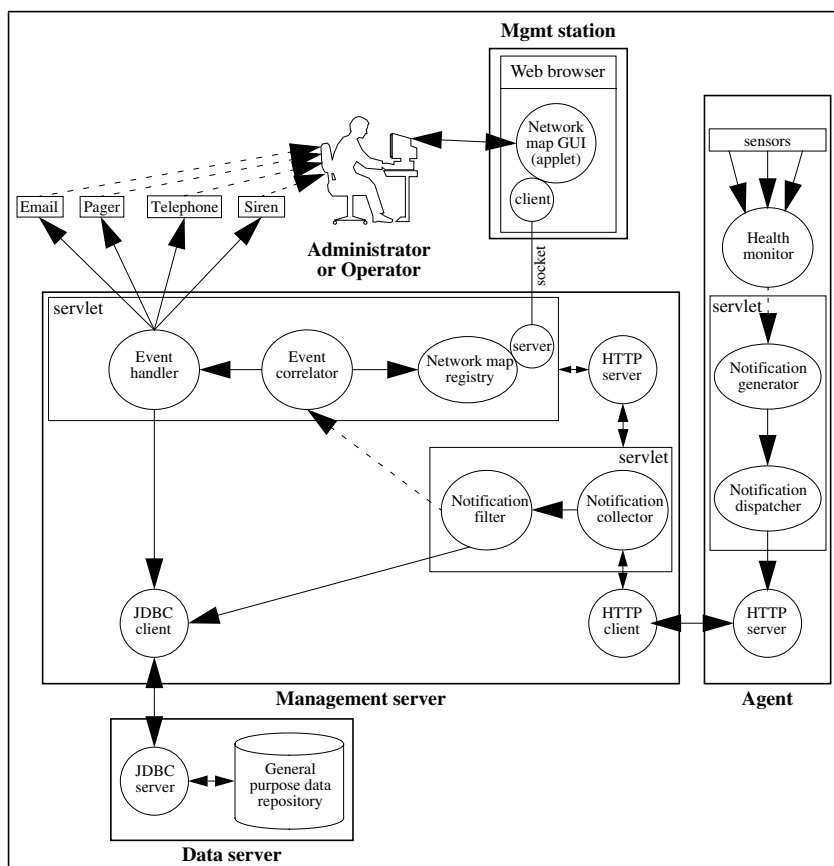 Mgmt station
Web browser
Network
map GUI
(applet)
client
sensors
Health
monitor
Email
Pager
Telephone
Siren
Administrator
or Operator
socket
servlet
Event
handler
Event
correlator
Network map
registry
server
HTTP
server
servlet
Notification
generator
Notification
dispatcher
servlet
Notification
filter
Notification
collector
JDBC
client
HTTP
client
HTTP
server
Management server
Agent
JDBC
server
General
purpose data
repository
Data server